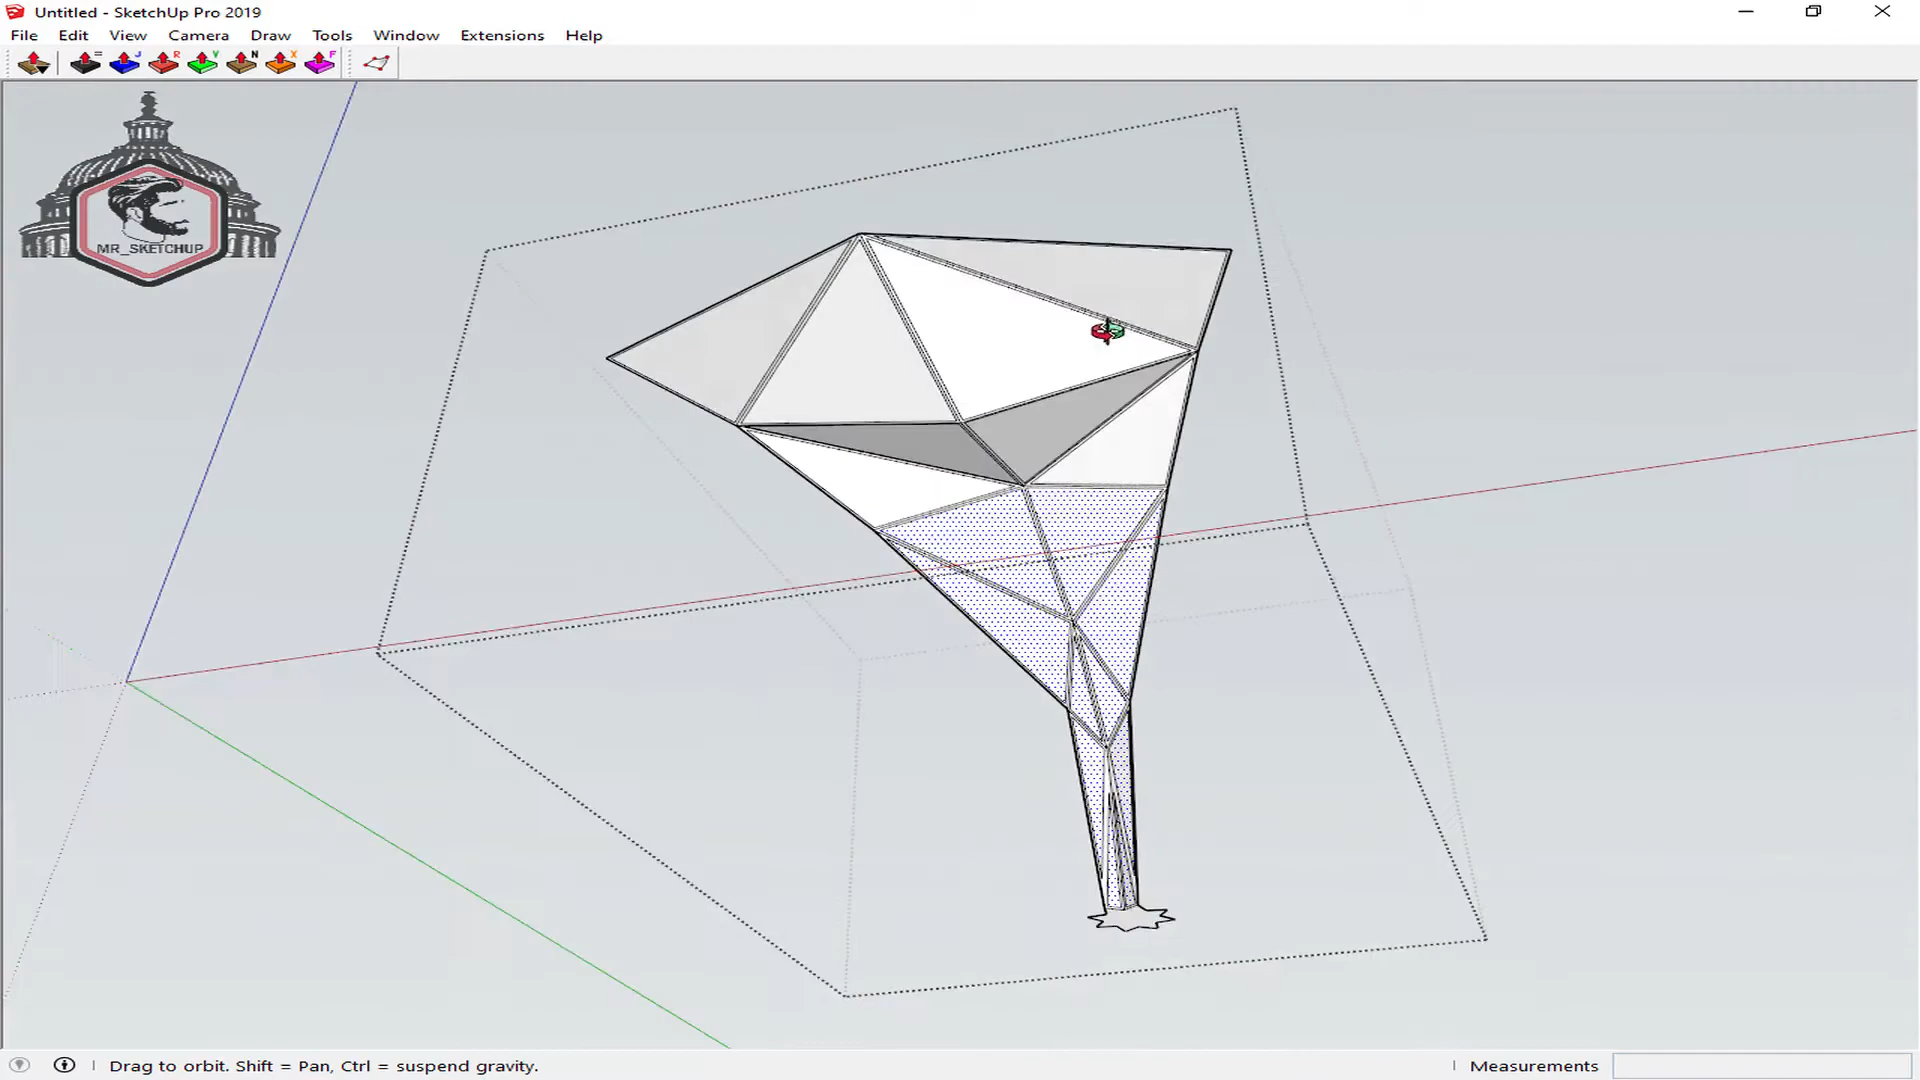 Untitled - SketchUp Pro 2019
File Edit View Camera Draw Tools Window Extensions Help
= J R V N X F
MR_SKETCHUP
Drag to orbit. Shift = Pan, Ctrl = suspend gravity.
Measurements